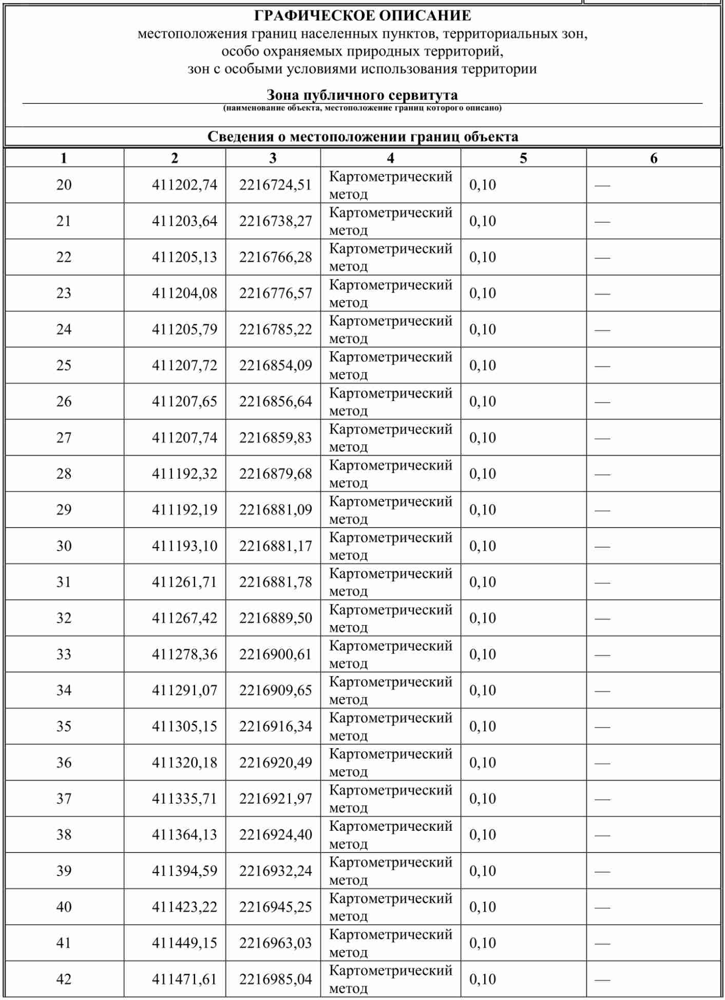 ГРАФИЧЕСКОЕ ОПИСАНИЕ
местоположения границ населенных пунктов, территориальных зон,
особо охраняемых природных территорий,
зон с особыми условиями использования территории
Зона публичного сервитута
(наименование объекта, местоположение границ которого описано)
Сведения о местоположении границ объекта
1 2 3 4 5 6
20 411202,74 2216724,51 Картометрический метод 0,10 —
21 411203,64 2216738,27 Картометрический метод 0,10 —
22 411205,13 2216766,28 Картометрический метод 0,10 —
23 411204,08 2216776,57 Картометрический метод 0,10 —
24 411205,79 2216785,22 Картометрический метод 0,10 —
25 411207,72 2216854,09 Картометрический метод 0,10 —
26 411207,65 2216856,64 Картометрический метод 0,10 —
27 411207,74 2216859,83 Картометрический метод 0,10 —
28 411192,32 2216879,68 Картометрический метод 0,10 —
29 411192,19 2216881,09 Картометрический метод 0,10 —
30 411193,10 2216881,17 Картометрический метод 0,10 —
31 411261,71 2216881,78 Картометрический метод 0,10 —
32 411267,42 2216889,50 Картометрический метод 0,10 —
33 411278,36 2216900,61 Картометрический метод 0,10 —
34 411291,07 2216909,65 Картометрический метод 0,10 —
35 411305,15 2216916,34 Картометрический метод 0,10 —
36 411320,18 2216920,49 Картометрический метод 0,10 —
37 411335,71 2216921,97 Картометрический метод 0,10 —
38 411364,13 2216924,40 Картометрический метод 0,10 —
39 411394,59 2216932,24 Картометрический метод 0,10 —
40 411423,22 2216945,25 Картометрический метод 0,10 —
41 411449,15 2216963,03 Картометрический метод 0,10 —
42 411471,61 2216985,04 Картометрический метод 0,10 —